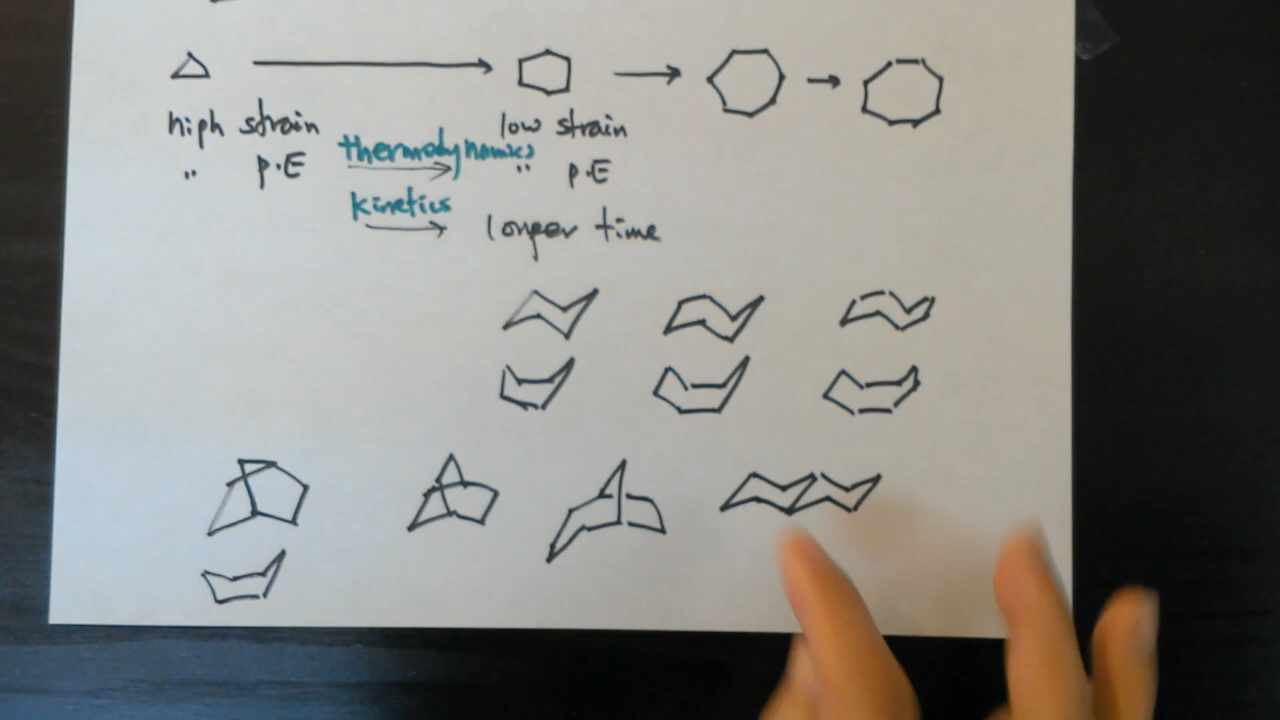 high strain
low strain
thermodynamics
" p.E
" p.E
kinetics
longer time